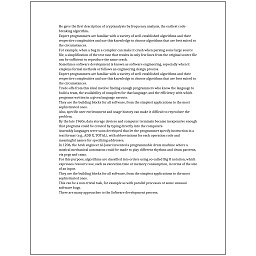 He gave the first description of cryptanalysis by frequency analysis, the earliest code-
breaking algorithm.
Expert programmers are familiar with a variety of well-established algorithms and their
respective complexities and use this knowledge to choose algorithms that are best suited to
the circumstances.
For example, when a bug in a compiler can make it crash when parsing some large source
file, a simplification of the test case that results in only few lines from the original source file
can be sufficient to reproduce the same crash.
Readability software development is known as software engineering, especially when it
employs formal methods or follows an engineering design process.
Expert programmers are familiar with a variety of well-established algorithms and their
respective complexities and use this knowledge to choose algorithms that are best suited to
the circumstances.
Trade-offs from this ideal involve finding enough programmers who know the language to
build a team, the availability of compilers for that language, and the efficiency with which
programs written in a given language execute.
They are the building blocks for all software, from the simplest applications to the most
sophisticated ones.
Also, specific user environment and usage history can make it difficult to reproduce the
problem.
By the late 1960s, data storage devices and computer terminals became inexpensive enough
that programs could be created by typing directly into the computers.
Assembly languages were soon developed that let the programmer specify instruction in a
text format (e.g., ADD X, TOTAL), with abbreviations for each operation code and
meaningful names for specifying addresses.
In 1206, the Arab engineer Al-Jazari invented a programmable drum machine where a
musical mechanical automaton could be made to play different rhythms and drum patterns,
via pegs and cams.
For this purpose, algorithms are classified into orders using so-called Big O notation, which
expresses resource use, such as execution time or memory consumption, in terms of the size
of an input.
They are the building blocks for all software, from the simplest applications to the most
sophisticated ones.
This can be a non-trivial task, for example as with parallel processes or some unusual
software bugs.
There are many approaches to the Software development process.